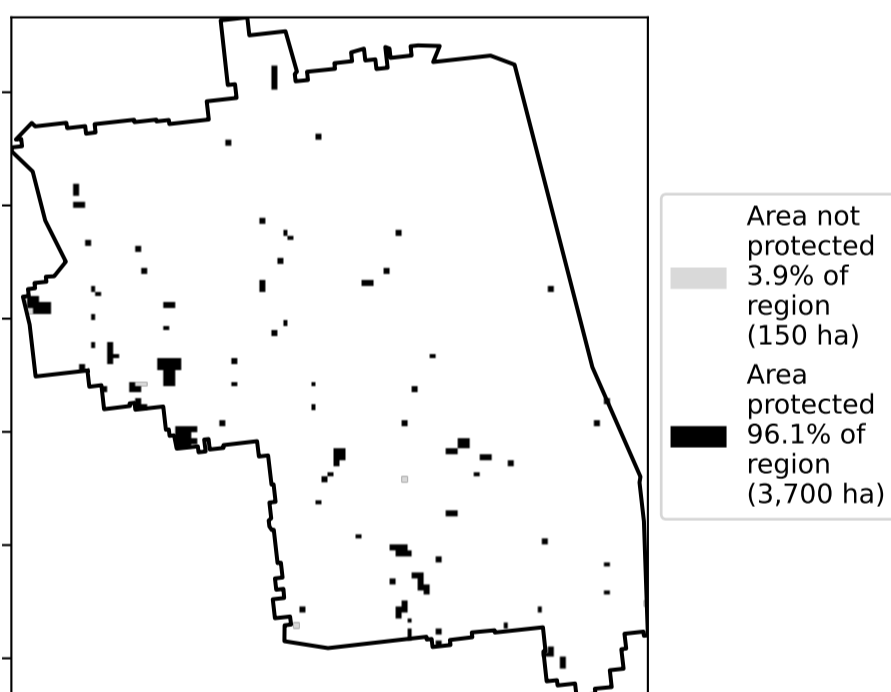 Area not
protected
3.9% of
region
(150 ha)
Area
protected
96.1% of
region
(3,700 ha)